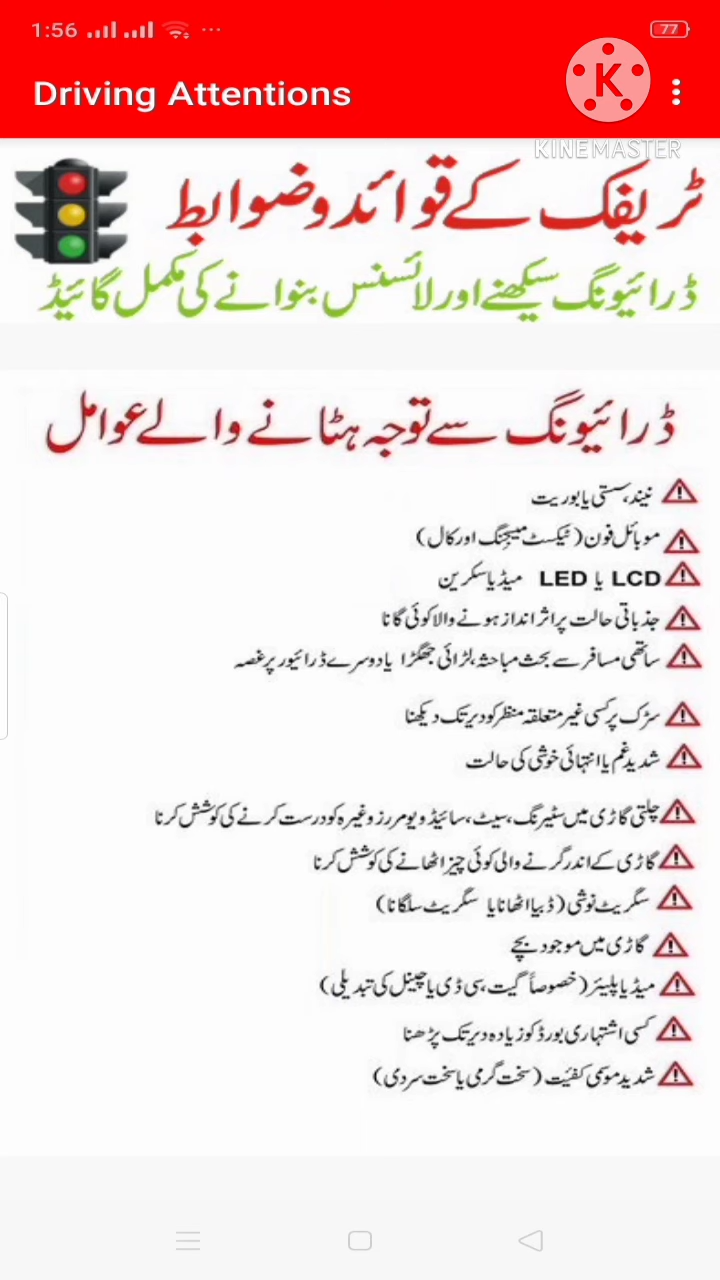 1:56
77
Driving Attentions
K
KINEMASTER
ٹریفک کے قوائد و ضوابط
ڈرائیونگ سیکھنے اور لائسنس بنوانے کی مکمل گائیڈ
ڈرائیونگ سے توجہ ہٹانے والے عوامل
نیند، سستی یا بوریت
موبائل فون (ٹیکسٹ میسجنگ اور کال)
LCD یا LED میڈیا سکرین
جذباتی حالت پر اثر انداز ہونے والا کوئی گانا
ساتھی مسافر سے بحث مباحثہ، لڑائی جھگڑا یا دوسرے ڈرائیور پر غصہ
سڑک پر کسی غیر متعلقہ منظر کو دیر تک دیکھنا
شدید غم یا انتہائی خوشی کی حالت
چلتی گاڑی میں سٹیرنگ، سیٹ، سائیڈ ویو مررز وغیرہ کو درست کرنے کی کوشش کرنا
گاڑی کے اندر گرنے والی کوئی چیز اٹھانے کی کوشش کرنا
سگریٹ نوشی (ڈبیا اٹھانا یا سگریٹ سلگانا)
گاڑی میں موجود بچے
میڈیا پلیئر (خصوصاً گیت، سی ڈی یا چینل کی تبدیلی)
کسی اشتہاری بورڈ کو زیادہ دیر تک پڑھنا
شدید موسمی کفیئت (سخت گرمی یا سخت سردی)